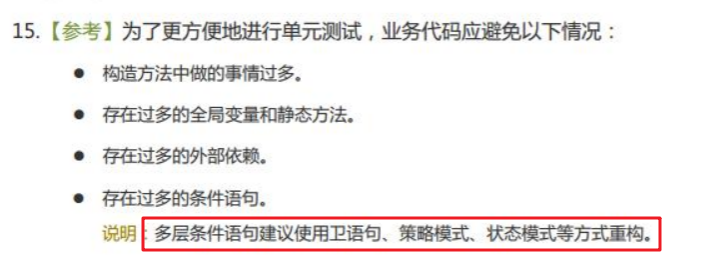 15.【参考】为了更方便地进行单元测试，业务代码应避免以下情况：
● 构造方法中做的事情过多。
● 存在过多的全局变量和静态方法。
● 存在过多的外部依赖。
● 存在过多的条件语句。
说明：多层条件语句建议使用卫语句、策略模式、状态模式等方式重构。